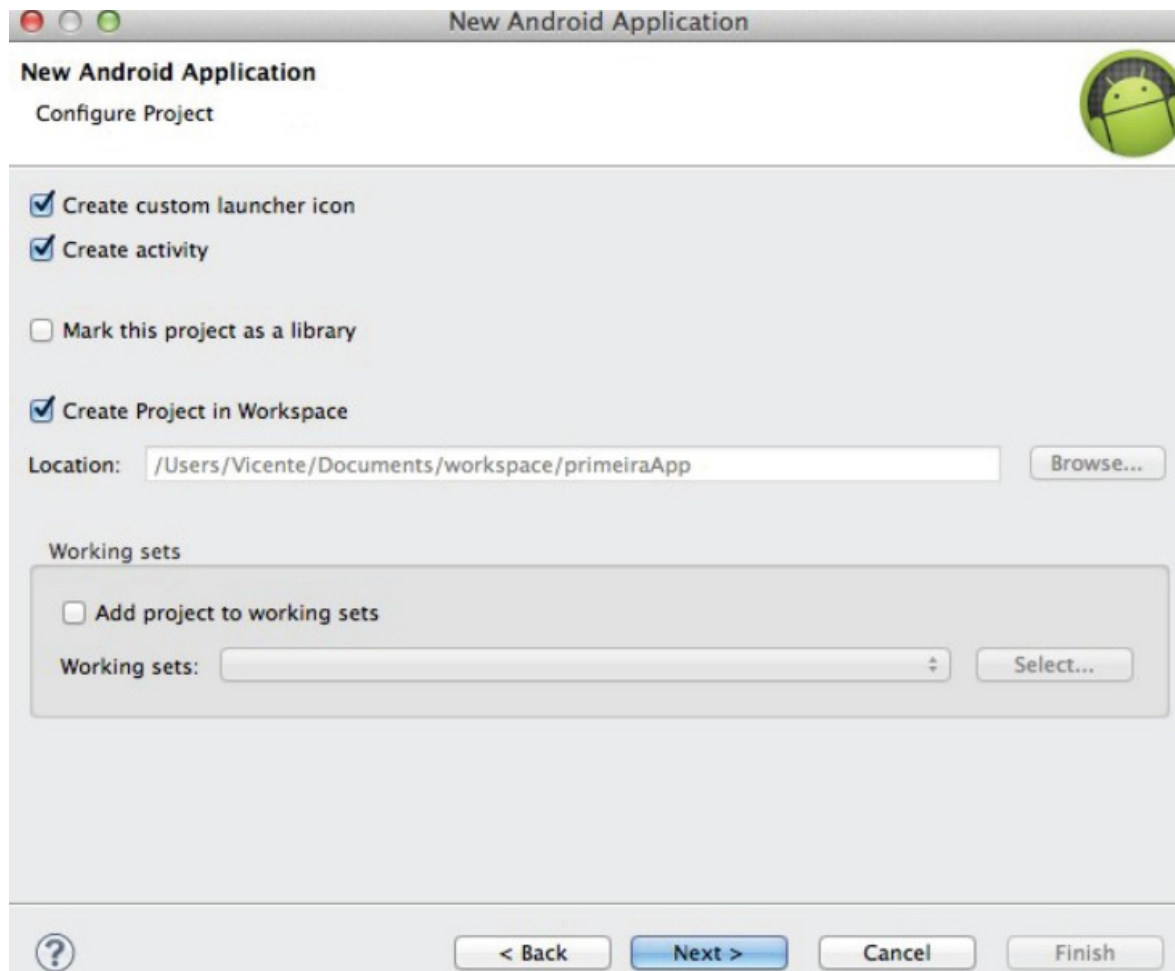 New Android Application
New Android Application
Configure Project
Create custom launcher icon
Create activity
Mark this project as a library
Create Project in Workspace
Location: /Users/Vicente/Documents/workspace/primeiraApp Browse...
Working sets
Add project to working sets
Working sets: Select...
? < Back Next > Cancel Finish